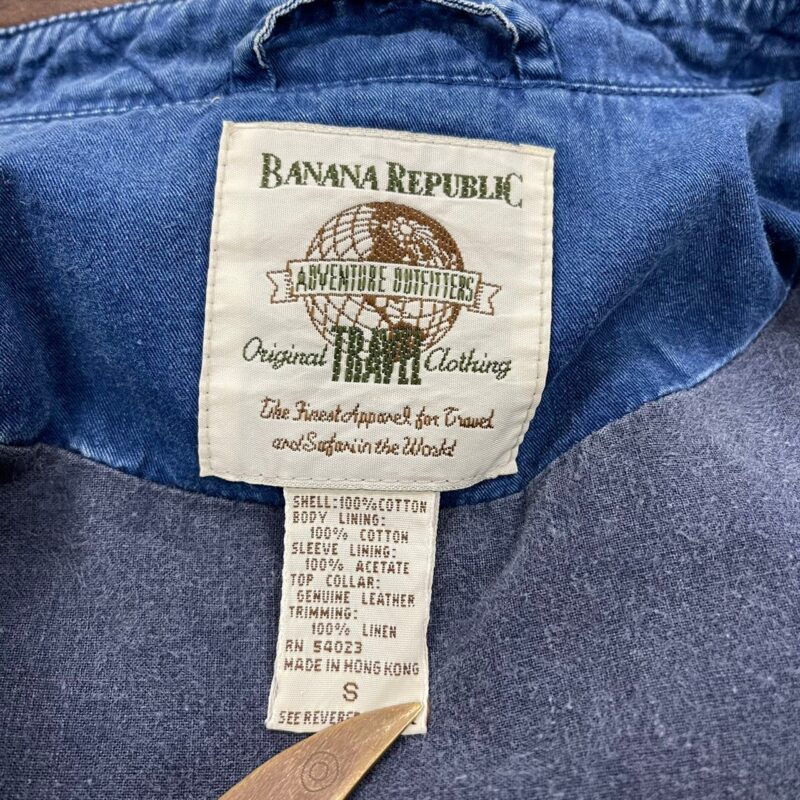 BANANA REPUBLIC
ADVENTURE OUTFITTERS
Original TRAVEL Clothing
The Finest Apparel for Travel
and Safari in the World
SHELL:100%COTTON
BODY LINING:
100% COTTON
SLEEVE LINING:
100% ACETATE
TOP COLLAR:
GENUINE LEATHER
TRIMMING:
100% LINEN
RN 54023
MADE IN HONG KONG
S
SEE